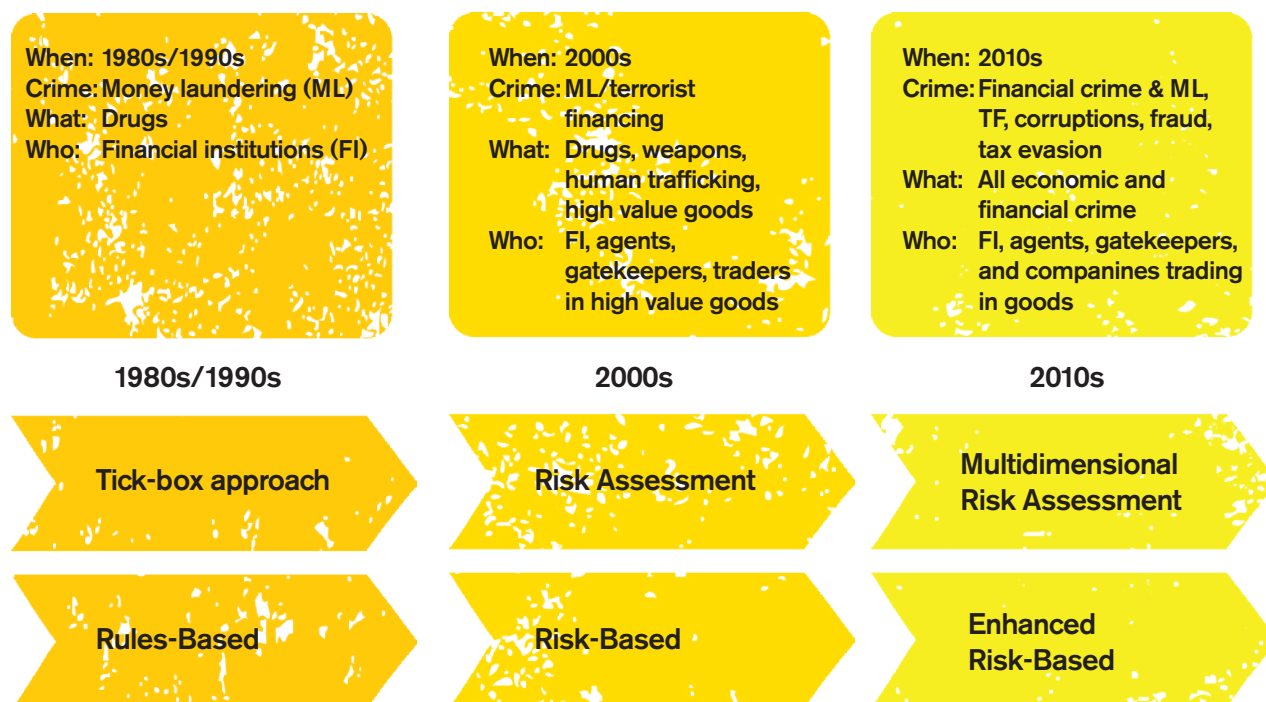 When: 1980s/1990s
Crime: Money laundering (ML)
What: Drugs
Who: Financial institutions (FI)
When: 2000s
Crime: ML/terrorist
financing
What: Drugs, weapons,
human trafficking,
high value goods
Who: FI, agents,
gatekeepers, traders
in high value goods
When: 2010s
Crime: Financial crime & ML,
TF, corruptions, fraud,
tax evasion
What: All economic and
financial crime
Who: FI, agents, gatekeepers,
and companines trading
in goods
1980s/1990s
2000s
2010s
Tick-box approach
Risk Assessment
Multidimensional
Risk Assessment
Rules-Based
Risk-Based
Enhanced
Risk-Based